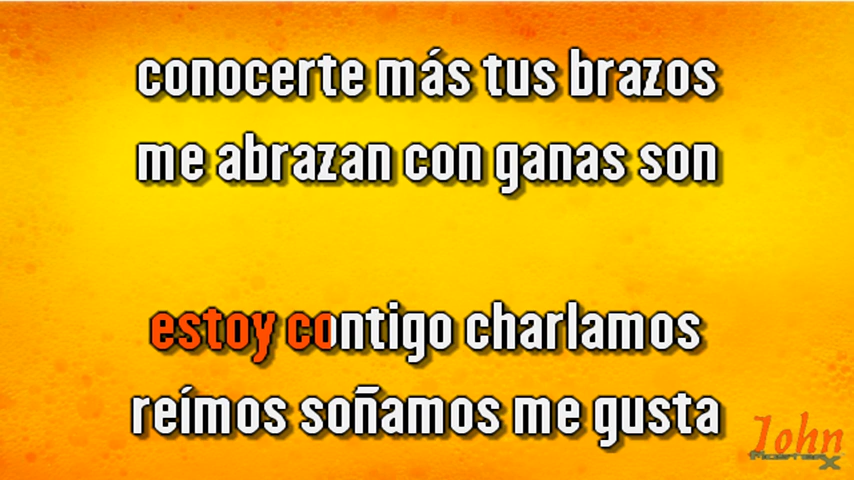 conocerte más tus brazos
me abrazan con ganas son
estoy contigo charlamos
reímos soñamos me gusta
John